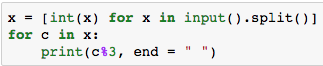 x = [int(x) for x in input().split()]
for c in x:
    print(c%3, end = " ")